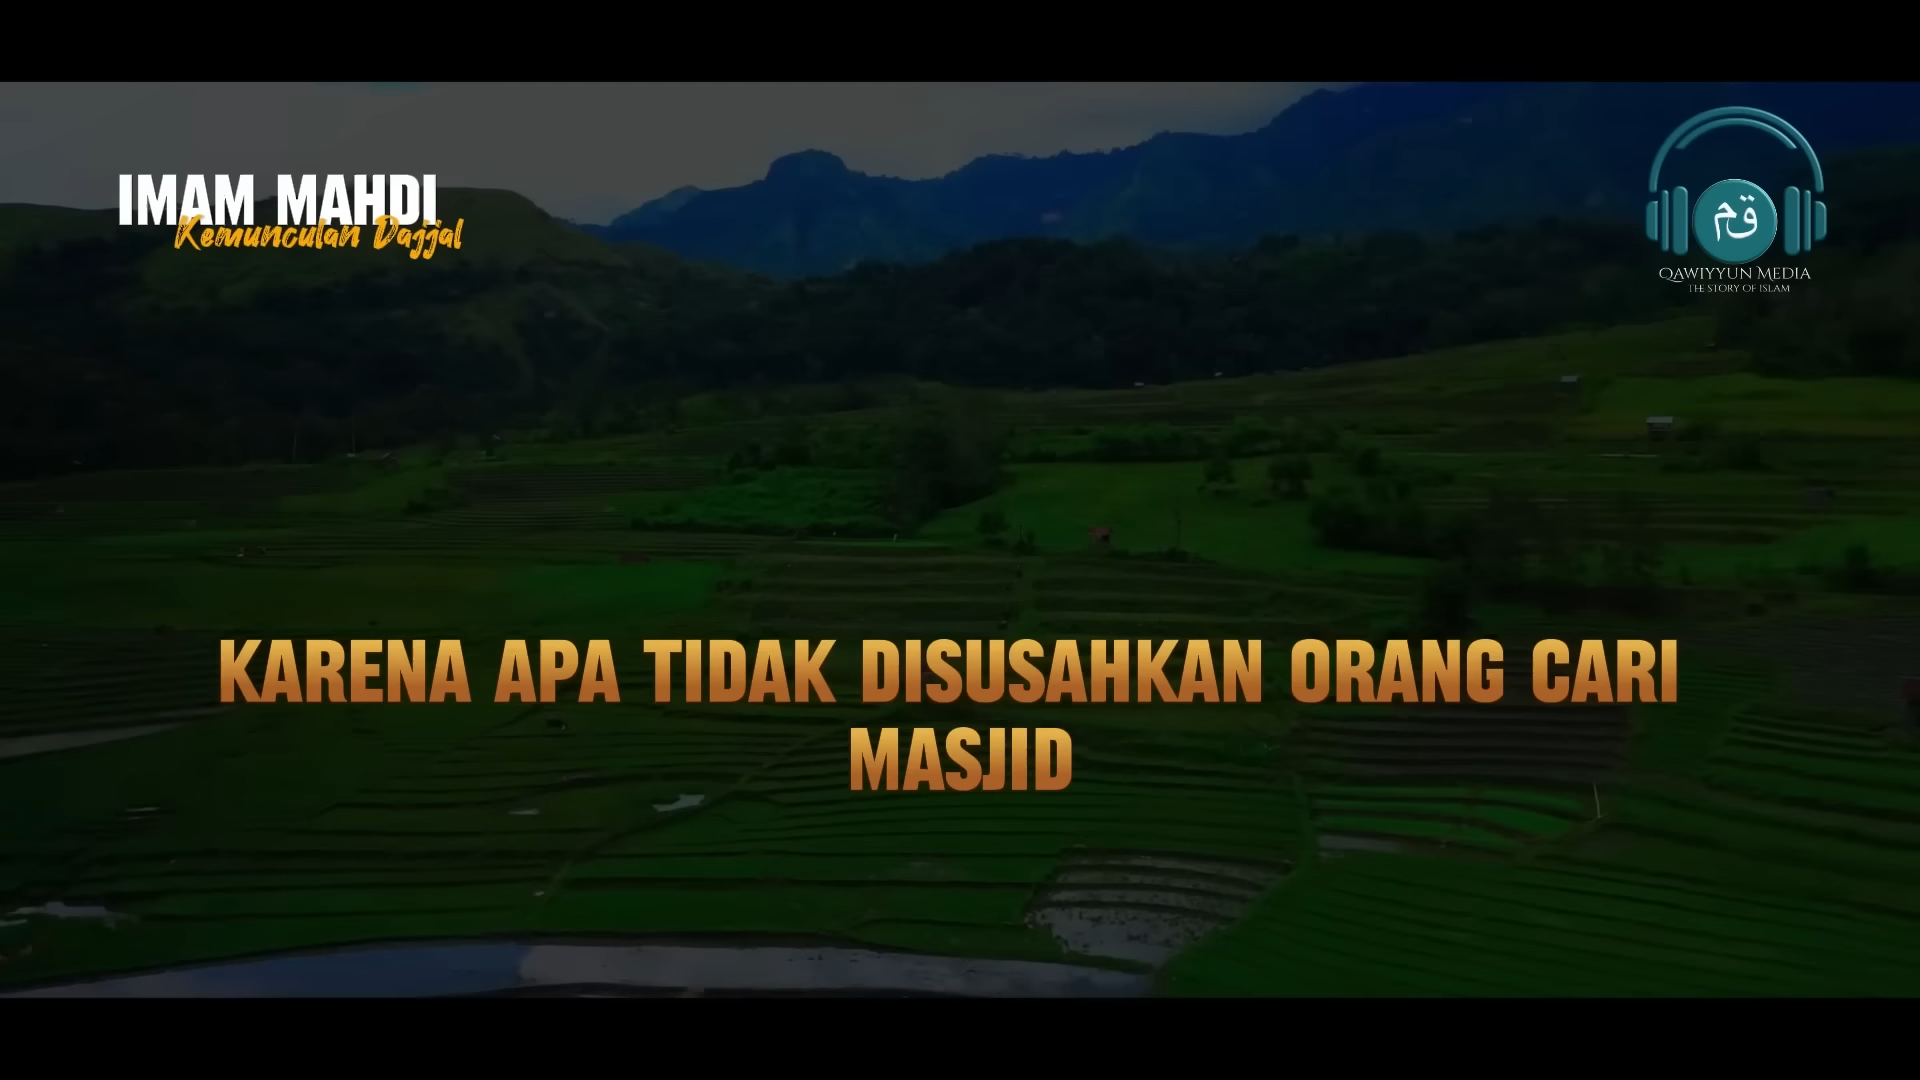 IMAM MAHDI
Kemunculan Dajjal
قم
QAWIYYUN MEDIA
THE STORY OF ISLAM
KARENA APA TIDAK DISUSAHKAN ORANG CARI
MASJID